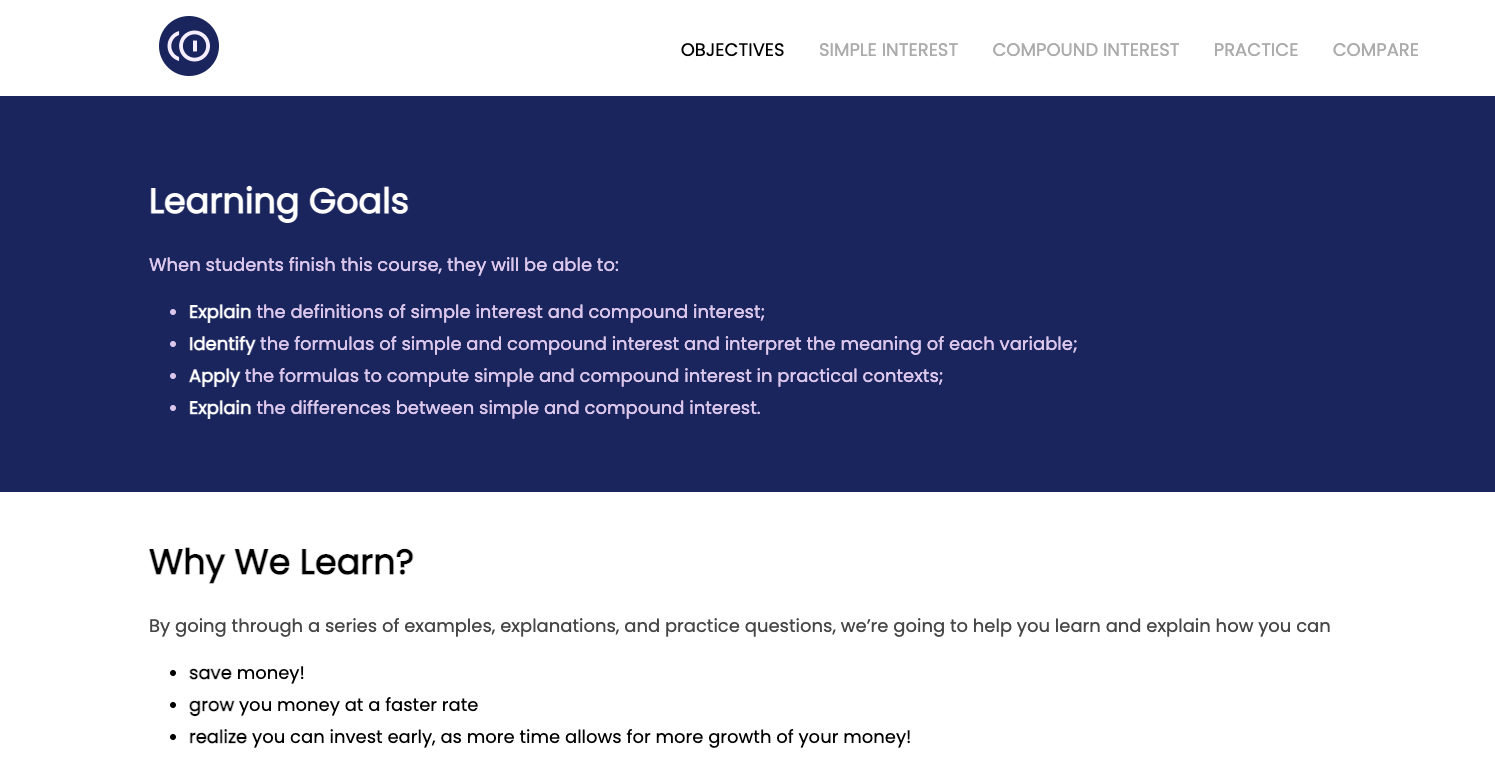 OBJECTIVES SIMPLE INTEREST COMPOUND INTEREST PRACTICE COMPARE
Learning Goals
When students finish this course, they will be able to:
• Explain the definitions of simple interest and compound interest;
• Identify the formulas of simple and compound interest and interpret the meaning of each variable;
• Apply the formulas to compute simple and compound interest in practical contexts;
• Explain the differences between simple and compound interest.
Why We Learn?
By going through a series of examples, explanations, and practice questions, we’re going to help you learn and explain how you can
• save money!
• grow you money at a faster rate
• realize you can invest early, as more time allows for more growth of your money!